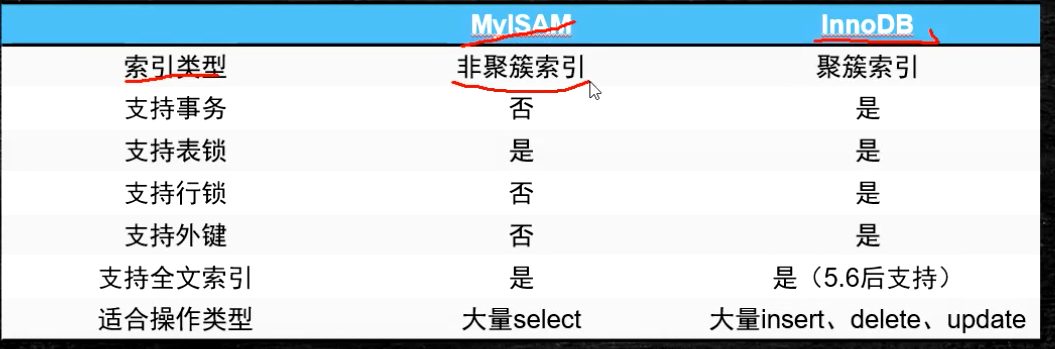 MyISAM InnoDB
索引类型 非聚簇索引 聚簇索引
支持事务 否 是
支持表锁 是 是
支持行锁 否 是
支持外键 否 是
支持全文索引 是 是（5.6后支持）
适合操作类型 大量select 大量insert、delete、update